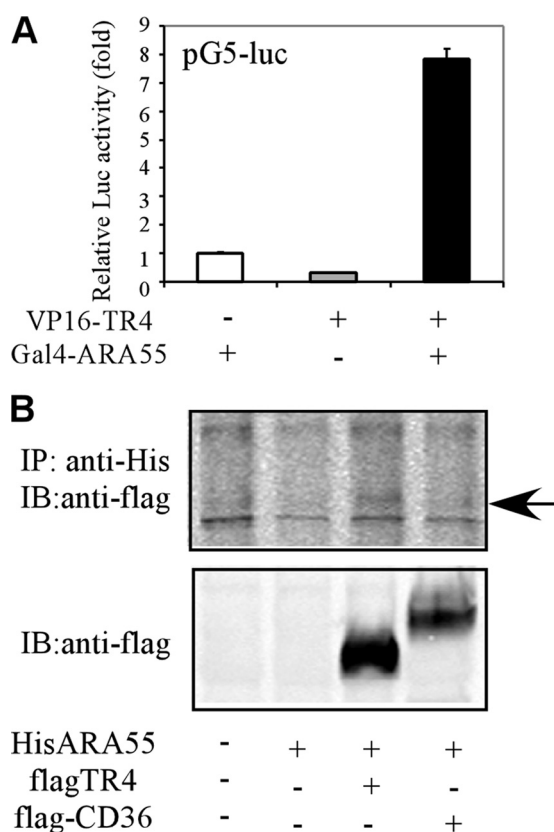 A
Relative Luc activity (fold)
pG5-luc
9
8
7
6
5
4
3
2
1
0
VP16-TR4 - + +
Gal4-ARA55 + - +
B
IP: anti-His
IB:anti-flag
IB:anti-flag
HisARA55 - + + +
flagTR4 - - + -
flag-CD36 - - - +